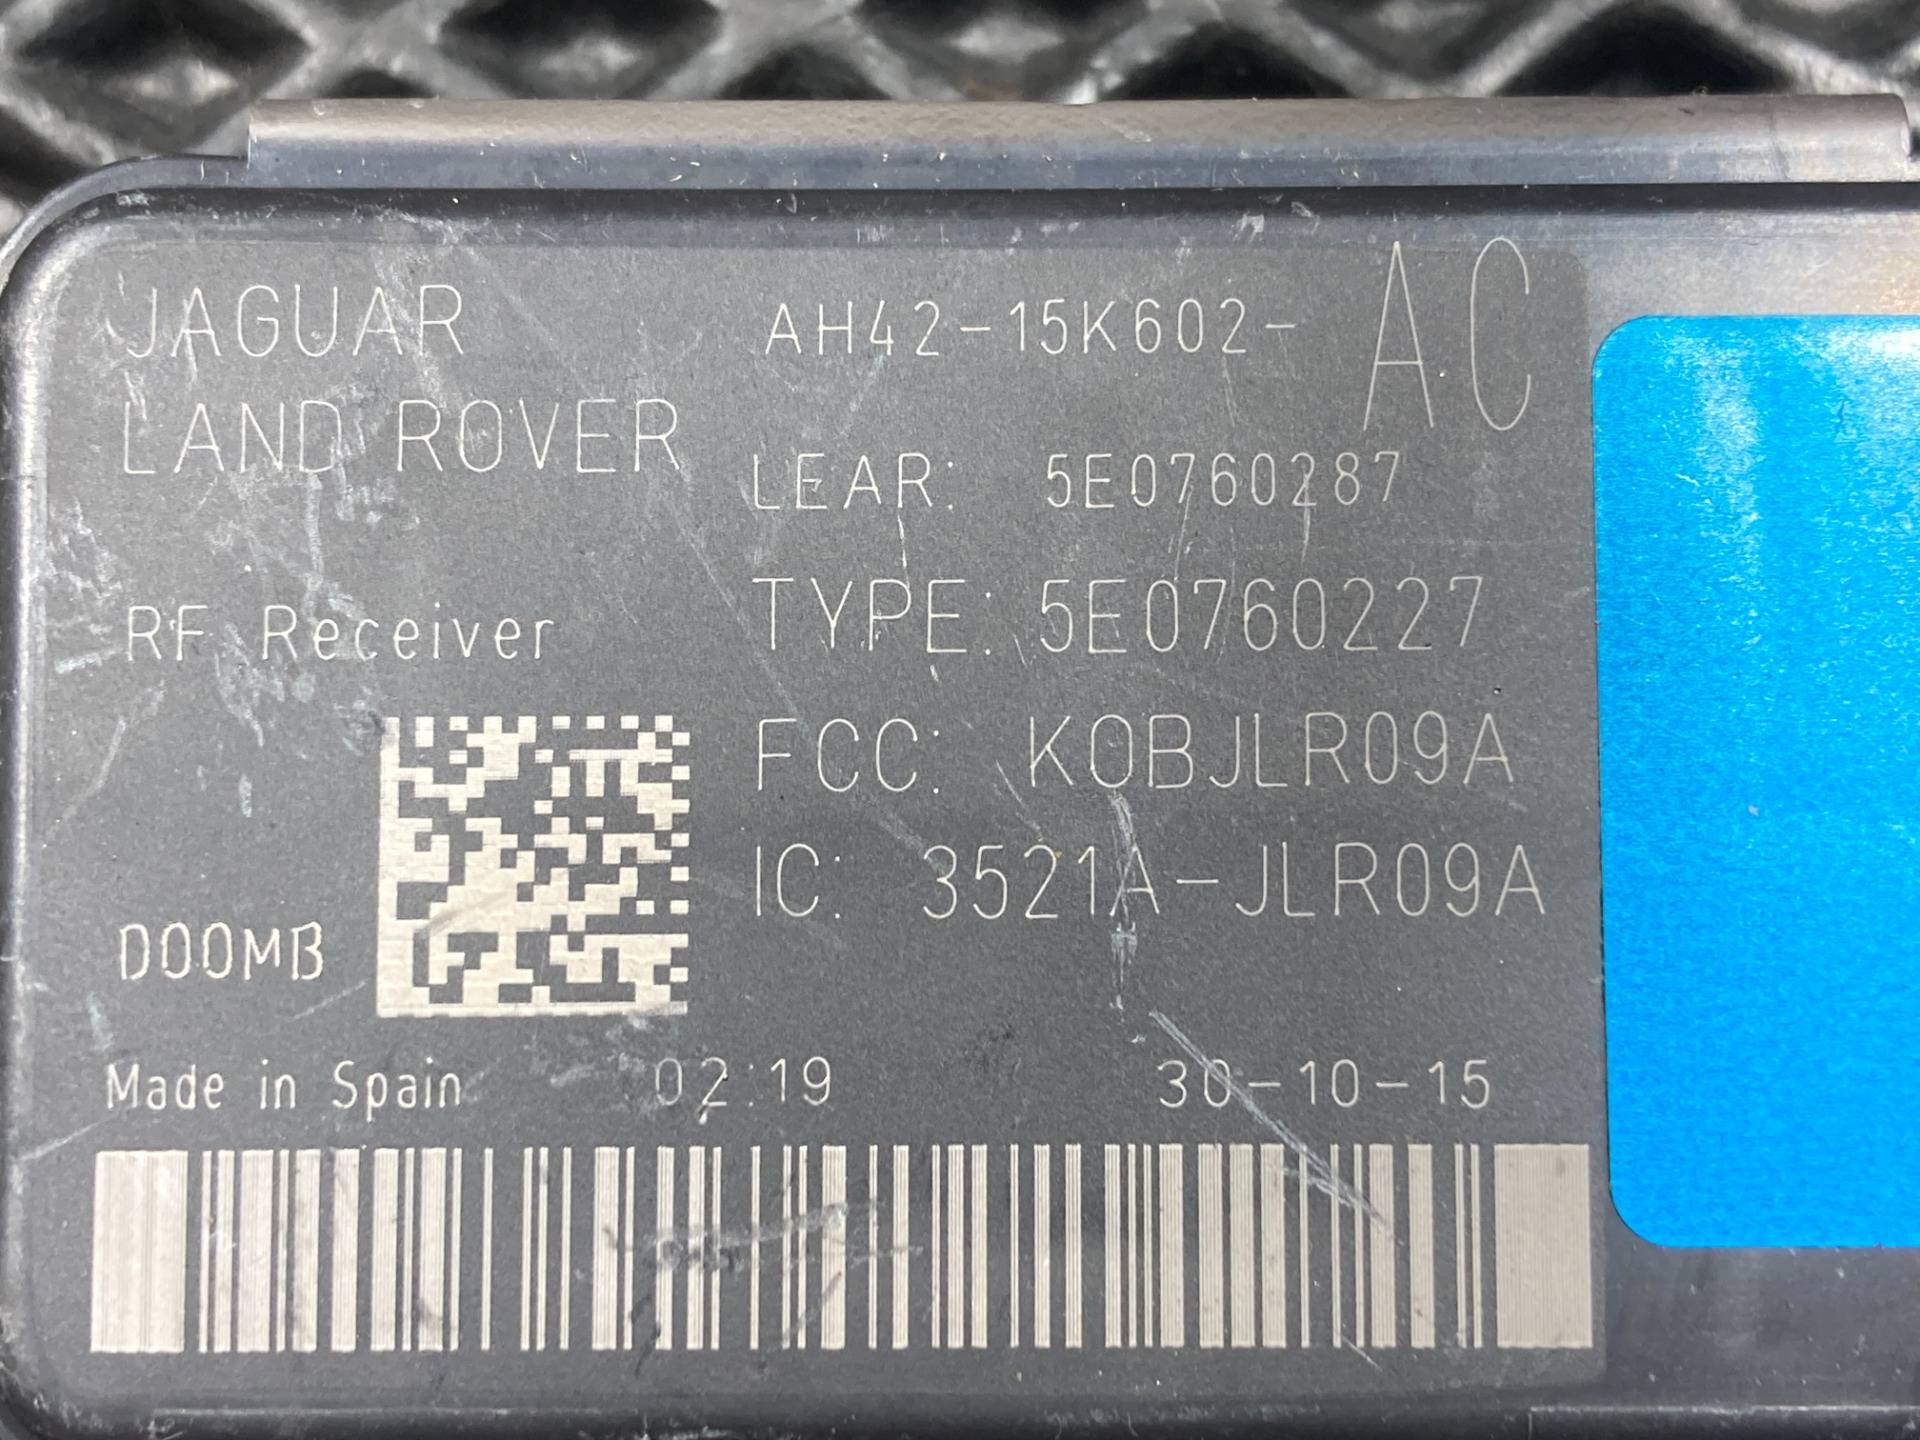 JAGUAR
LAND ROVER
AH42-15K602- AC
LEAR: 5E0760287
RF Receiver
TYPE: 5E0760227
FCC: KOBJLR09A
IC: 3521A-JLR09A
D00MB
Made in Spain 02:19 30-10-15